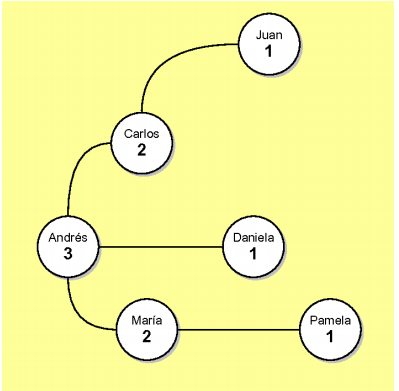 Juan
1
Carlos
2
Andrés
3
Daniela
1
María
2
Pamela
1